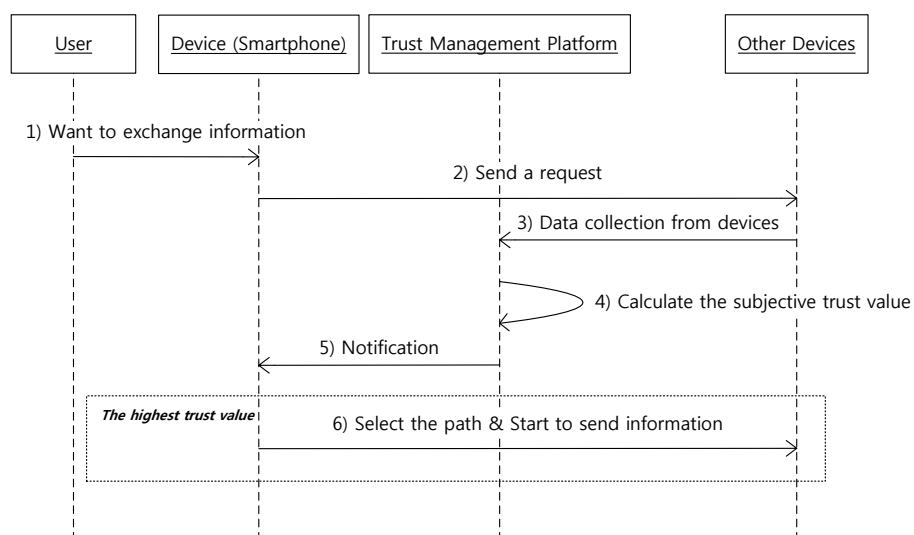 User
Device (Smartphone)
Trust Management Platform
Other Devices
1) Want to exchange information
2) Send a request
3) Data collection from devices
4) Calculate the subjective trust value
5) Notification
The highest trust value
6) Select the path & Start to send information